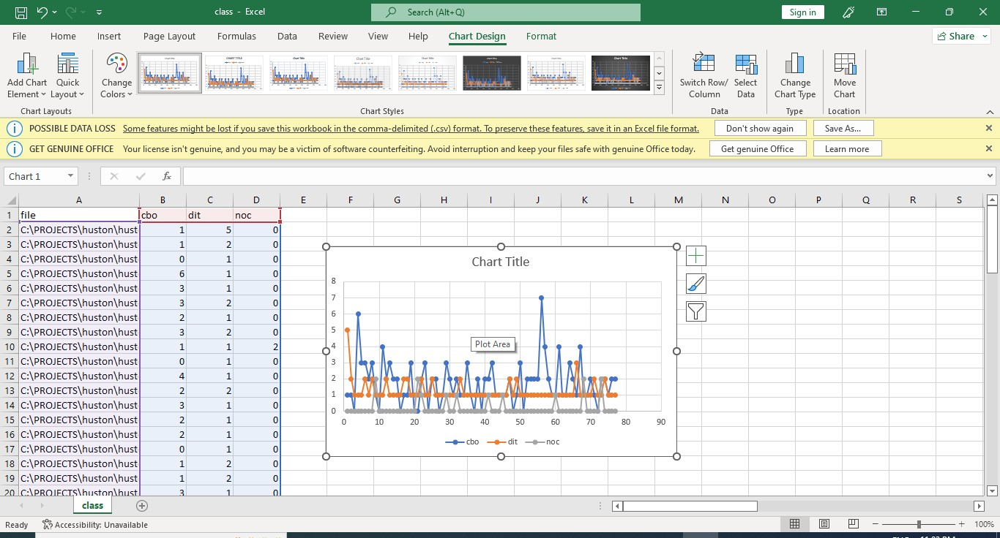 class - Excel
Search (Alt+Q)
Sign in
File Home Insert Page Layout Formulas Data Review View Help Chart Design Format Share
Add Chart Element
Quick Layout
Change Colors
Switch Row/ Column
Select Data
Change Chart Type
Move Chart
Chart Layouts Chart Styles Data Type Location
POSSIBLE DATA LOSS Some features might be lost if you save this workbook in the comma-delimited (.csv) format. To preserve these features, save it in an Excel file format. Don't show again Save As...
GET GENUINE OFFICE Your license isn't genuine, and you may be a victim of software counterfeiting. Avoid interruption and keep your files safe with genuine Office today. Get genuine Office Learn more
Chart 1 fx
A B C D E F G H I J K L M N O P Q R S
1 file cbo dit noc
2 C:\PROJECTS\huston\hust 1 5 0
3 C:\PROJECTS\huston\hust 1 2 0
4 C:\PROJECTS\huston\hust 0 1 0
5 C:\PROJECTS\huston\hust 6 1 0
6 C:\PROJECTS\huston\hust 3 1 0
7 C:\PROJECTS\huston\hust 3 2 0
8 C:\PROJECTS\huston\hust 2 1 0
9 C:\PROJECTS\huston\hust 3 2 0
10 C:\PROJECTS\huston\hust 1 1 2
11 C:\PROJECTS\huston\hust 0 1 0
12 C:\PROJECTS\huston\hust 4 1 0
13 C:\PROJECTS\huston\hust 2 2 0
14 C:\PROJECTS\huston\hust 3 1 0
15 C:\PROJECTS\huston\hust 2 1 0
16 C:\PROJECTS\huston\hust 2 1 0
17 C:\PROJECTS\huston\hust 0 1 0
18 C:\PROJECTS\huston\hust 1 2 0
19 C:\PROJECTS\huston\hust 1 2 0
20 C:\PROJECTS\huston\hust 3 1 0
Chart Title
8
7
6
5
4
3
2
1
0
Plot Area
0 10 20 30 40 50 60 70 80 90
cbo dit noc
class
Ready Accessibility: Unavailable 100%